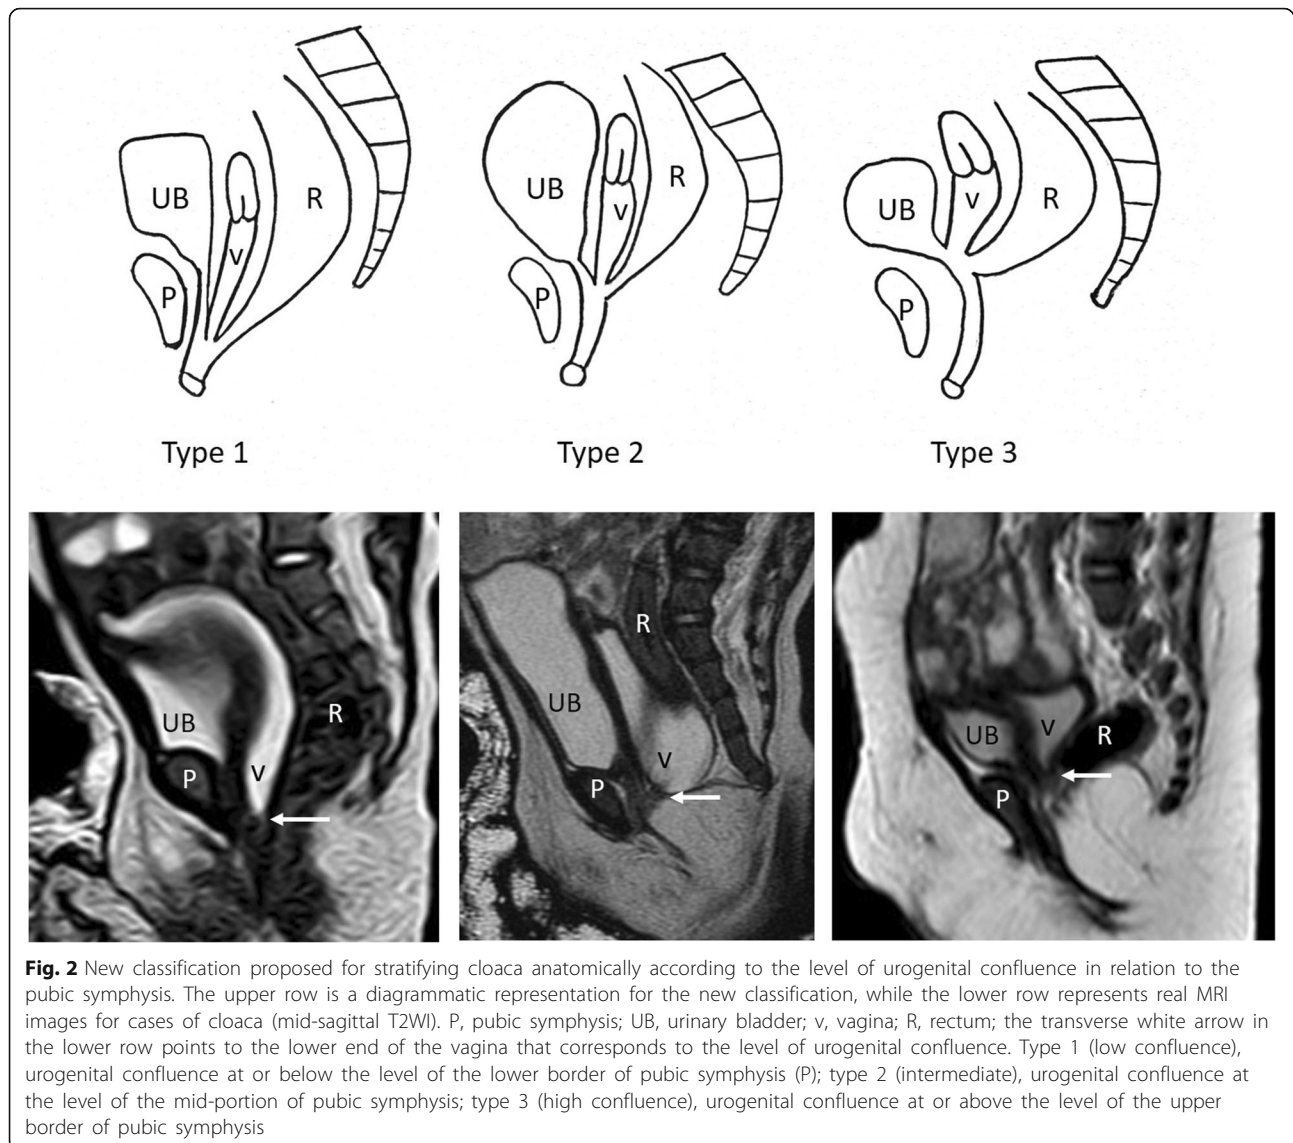 UB
v
R
P
UB
v
R
P
UB
v
R
P
Type 1
Type 2
Type 3
UB
R
P
v
R
UB
v
P
UB
v
R
P
Fig. 2 New classification proposed for stratifying cloaca anatomically according to the level of urogenital confluence in relation to the
pubic symphysis. The upper row is a diagrammatic representation for the new classification, while the lower row represents real MRI
images for cases of cloaca (mid-sagittal T2WI). P, pubic symphysis; UB, urinary bladder; v, vagina; R, rectum; the transverse white arrow in
the lower row points to the lower end of the vagina that corresponds to the level of urogenital confluence. Type 1 (low confluence),
urogenital confluence at or below the level of the lower border of pubic symphysis (P); type 2 (intermediate), urogenital confluence at
the level of the mid-portion of pubic symphysis; type 3 (high confluence), urogenital confluence at or above the level of the upper
border of pubic symphysis